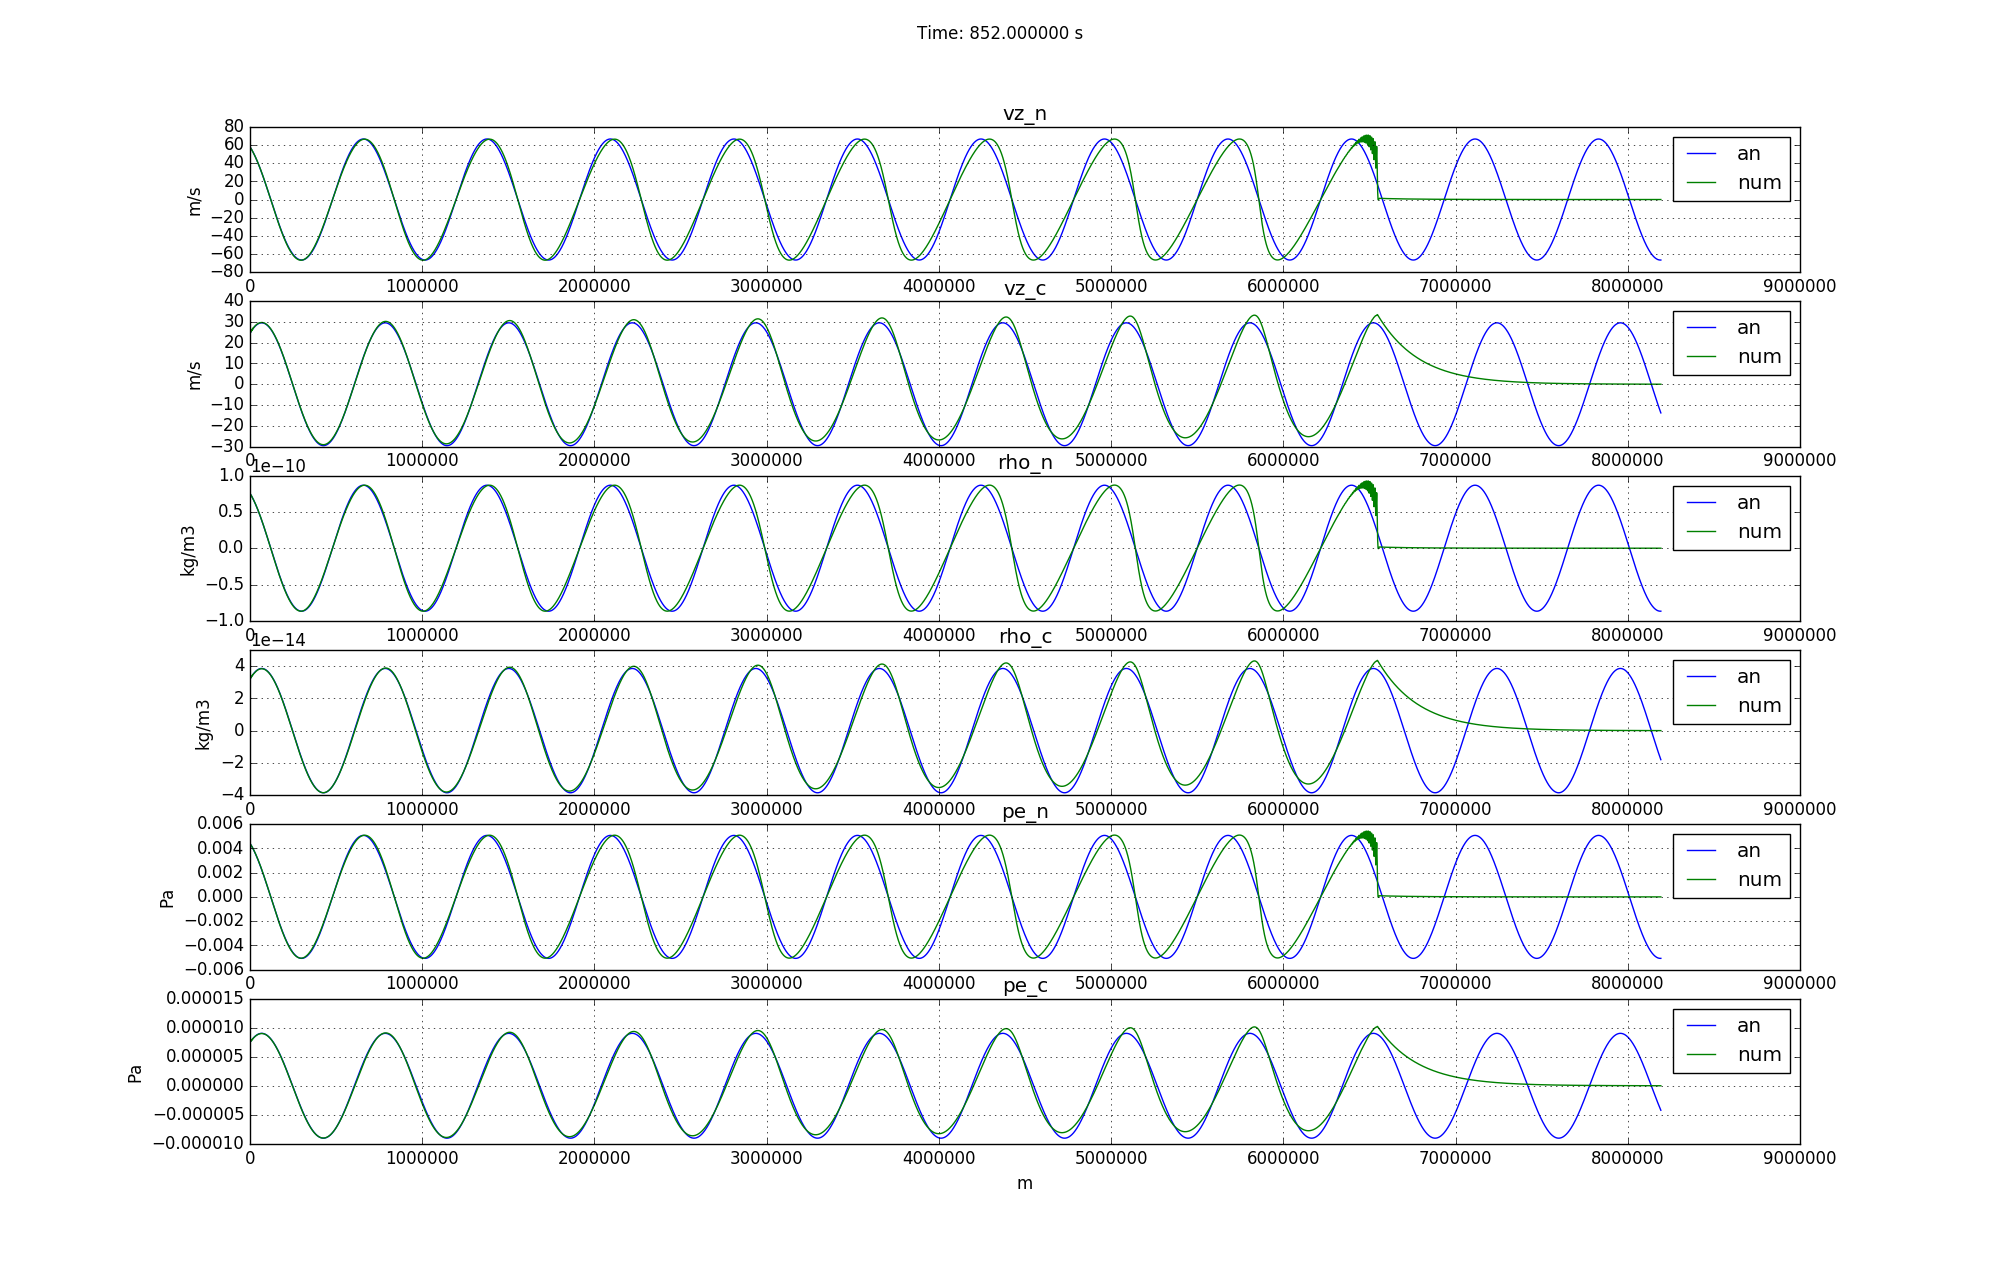 Time: 852.000000 s
vz_n
80
60
40
20
0
−20
−40
−60
−80
m/s
an
num
0 1000000 2000000 3000000 4000000 5000000 6000000 7000000 8000000 9000000
vz_c
40
30
20
10
0
−10
−20
−30
m/s
an
num
0 1000000 2000000 3000000 4000000 5000000 6000000 7000000 8000000 9000000
1e−10
rho_n
1.0
0.5
0.0
−0.5
−1.0
kg/m3
an
num
0 1000000 2000000 3000000 4000000 5000000 6000000 7000000 8000000 9000000
1e−14
rho_c
4
2
0
−2
−4
kg/m3
an
num
0 1000000 2000000 3000000 4000000 5000000 6000000 7000000 8000000 9000000
pe_n
0.006
0.004
0.002
0.000
−0.002
−0.004
−0.006
Pa
an
num
0 1000000 2000000 3000000 4000000 5000000 6000000 7000000 8000000 9000000
pe_c
0.000015
0.000010
0.000005
0.000000
−0.000005
−0.000010
Pa
an
num
0 1000000 2000000 3000000 4000000 5000000 6000000 7000000 8000000 9000000
m